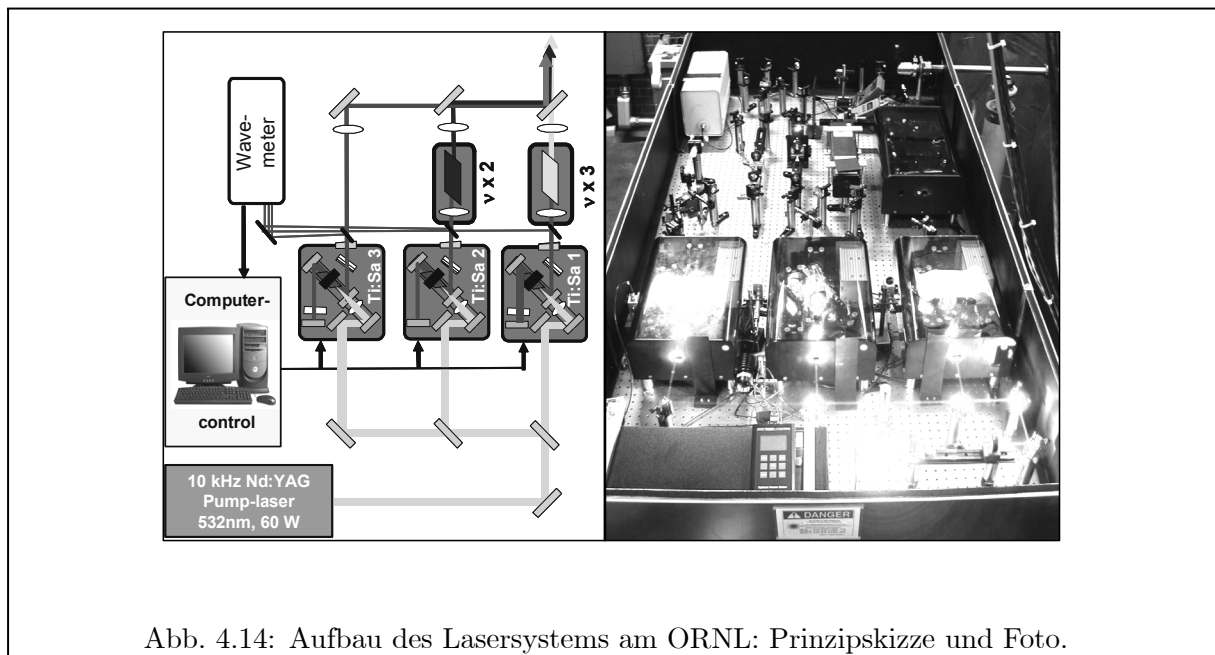 Wave-
meter
ν x 2
ν x 3
Ti:Sa 3
Ti:Sa 2
Ti:Sa 1
Computer-
control
10 kHz Nd:YAG
Pump-laser
532nm, 60 W
DANGER
Abb. 4.14: Aufbau des Lasersystems am ORNL: Prinzipskizze und Foto.